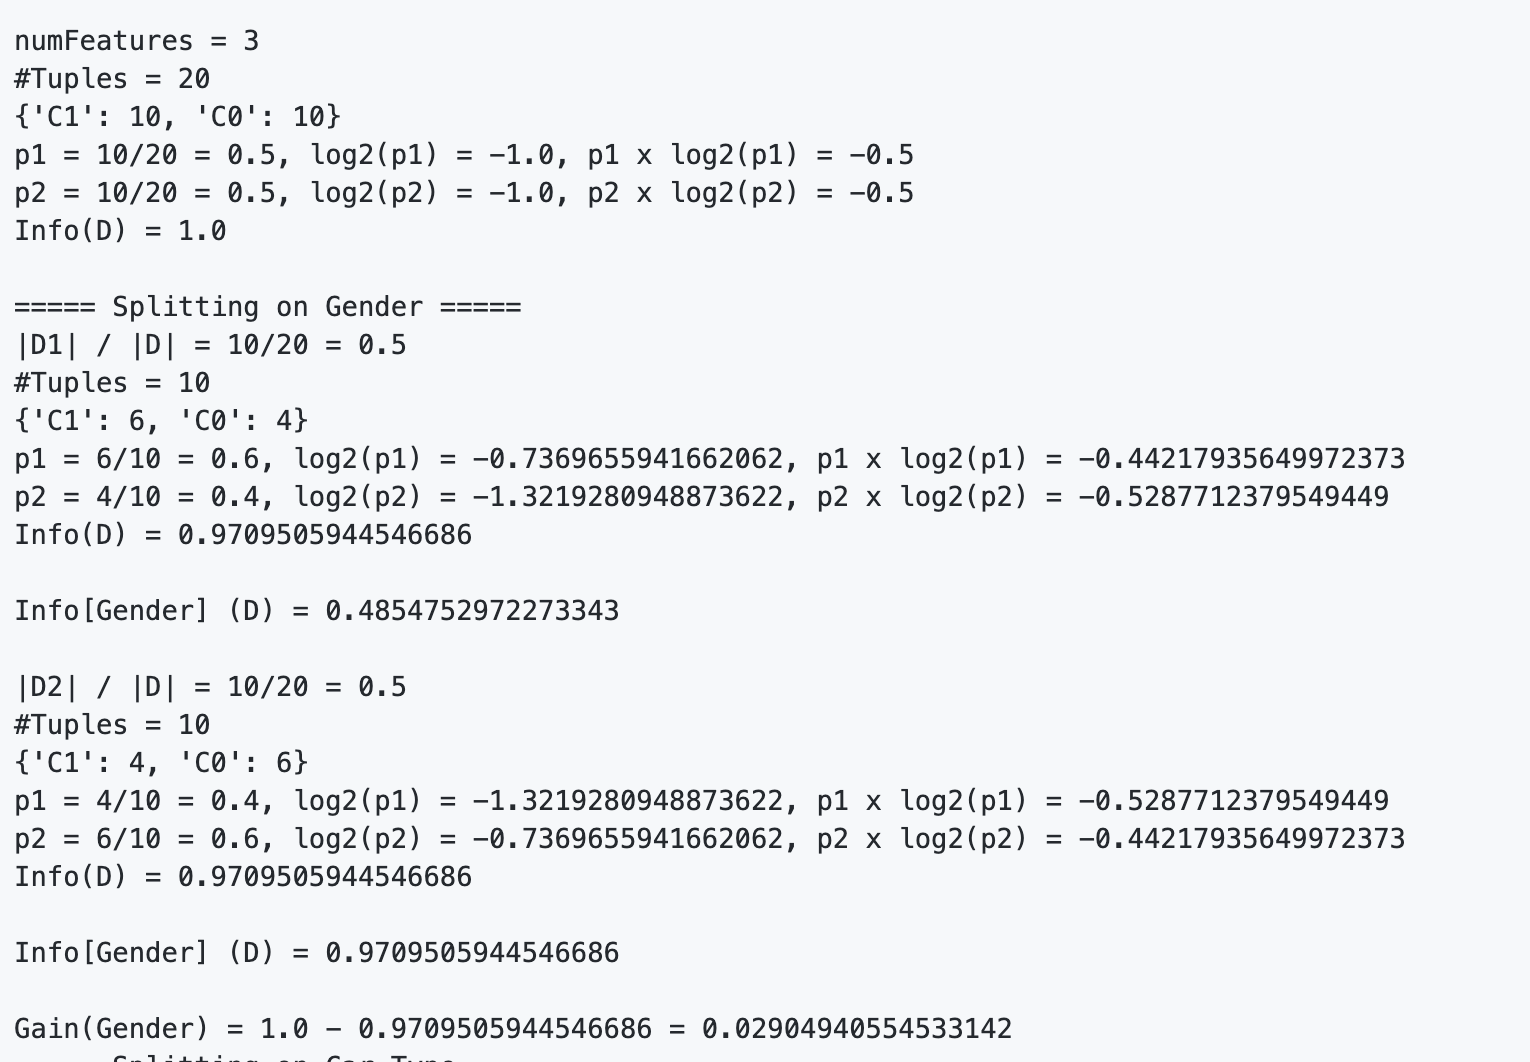 numFeatures = 3
#Tuples = 20
{'C1': 10, 'C0': 10}
p1 = 10/20 = 0.5, log2(p1) = −1.0, p1 x log2(p1) = −0.5
p2 = 10/20 = 0.5, log2(p2) = −1.0, p2 x log2(p2) = −0.5
Info(D) = 1.0
===== Splitting on Gender =====
|D1| / |D| = 10/20 = 0.5
#Tuples = 10
{'C1': 6, 'C0': 4}
p1 = 6/10 = 0.6, log2(p1) = −0.7369655941662062, p1 x log2(p1) = −0.44217935649972373
p2 = 4/10 = 0.4, log2(p2) = −1.3219280948873622, p2 x log2(p2) = −0.5287712379549449
Info(D) = 0.9709505944546686
Info[Gender] (D) = 0.4854752972273343
|D2| / |D| = 10/20 = 0.5
#Tuples = 10
{'C1': 4, 'C0': 6}
p1 = 4/10 = 0.4, log2(p1) = −1.3219280948873622, p1 x log2(p1) = −0.5287712379549449
p2 = 6/10 = 0.6, log2(p2) = −0.7369655941662062, p2 x log2(p2) = −0.44217935649972373
Info(D) = 0.9709505944546686
Info[Gender] (D) = 0.9709505944546686
Gain(Gender) = 1.0 − 0.9709505944546686 = 0.02904940554533142
Splitting on Car Type